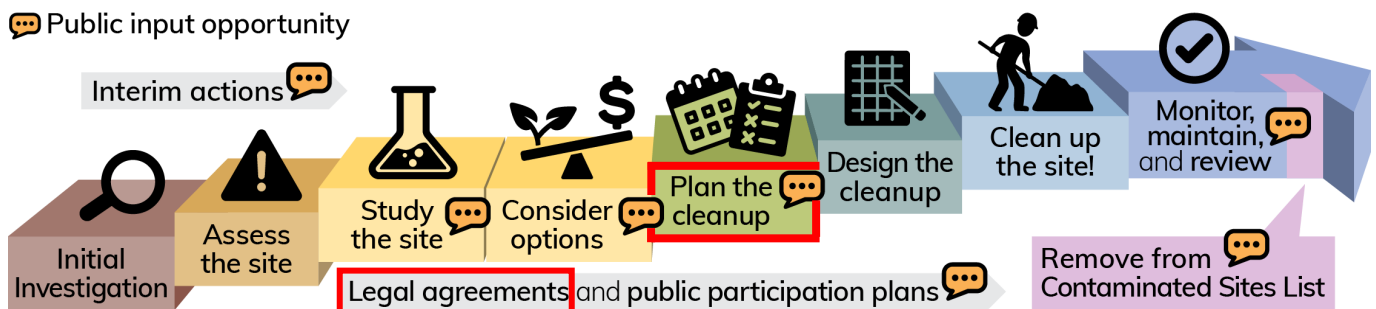 Public input opportunity
Interim actions
Initial
Investigation
Assess
the site
Study
the site
Consider
options
Plan the
cleanup
Design the
cleanup
Clean up
the site!
Monitor,
maintain,
and review
Legal agreements and public participation plans
Remove from
Contaminated Sites List